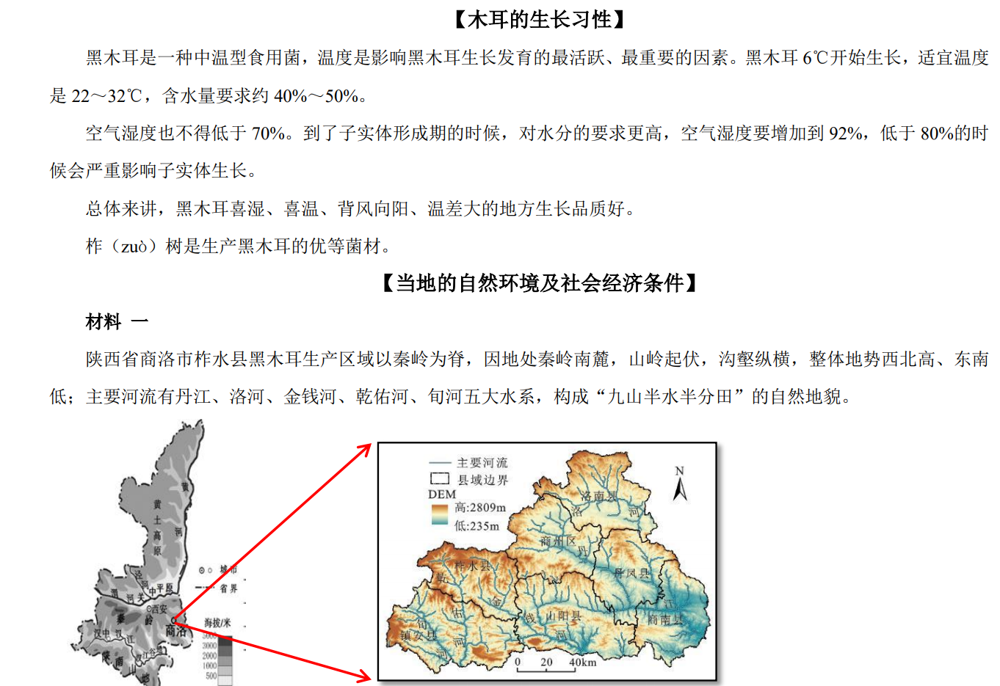 【木耳的生长习性】
黑木耳是一种中温型食用菌，温度是影响黑木耳生长发育的最活跃、最重要的因素。黑木耳 6℃开始生长，适宜温度
是 22～32℃，含水量要求约 40%～50%。
空气湿度也不得低于 70%。到了子实体形成期的时候，对水分的要求更高，空气湿度要增加到 92%，低于 80%的时
候会严重影响子实体生长。
总体来讲，黑木耳喜湿、喜温、背风向阳、温差大的地方生长品质好。
柞（zuò）树是生产黑木耳的优等菌材。
【当地的自然环境及社会经济条件】
材料 一
陕西省商洛市柞水县黑木耳生产区域以秦岭为脊，因地处秦岭南麓，山岭起伏，沟壑纵横，整体地势西北高、东南
低；主要河流有丹江、洛河、金钱河、乾佑河、旬河五大水系，构成“九山半水半分田”的自然地貌。
黄土高原
黄河
泾河
渭河
关中平原
西安
秦岭
商洛
汉中
汉江
陕南山地
城市
省界
海拔/米
5000
3000
2000
1000
500
主要河流
县域边界
DEM
高:2809m
低:235m
N
洛南县
洛河
商州区
丹江
丹凤县
柞水县
乾佑河
金钱河
山阳县
商南县
镇安县
旬河
0 20 40km